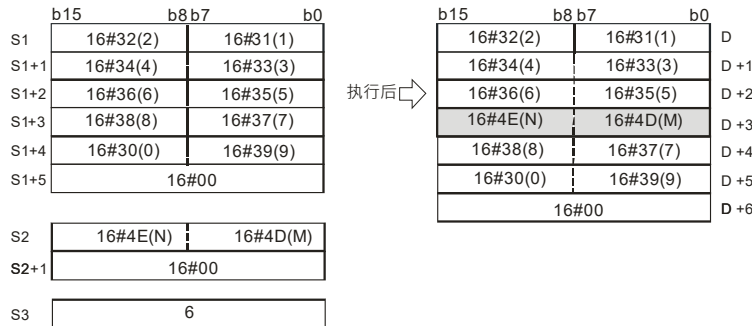 b15 b8 b7 b0
S1 16#32(2) 16#31(1)
S1+1 16#34(4) 16#33(3)
S1+2 16#36(6) 16#35(5)
S1+3 16#38(8) 16#37(7)
S1+4 16#30(0) 16#39(9)
S1+5 16#00
S2 16#4E(N) 16#4D(M)
S2+1 16#00
S3 6
执行后
b15 b8 b7 b0
16#32(2) 16#31(1) D
16#34(4) 16#33(3) D +1
16#36(6) 16#35(5) D +2
16#4E(N) 16#4D(M) D +3
16#38(8) 16#37(7) D +4
16#30(0) 16#39(9) D +5
16#00 D +6